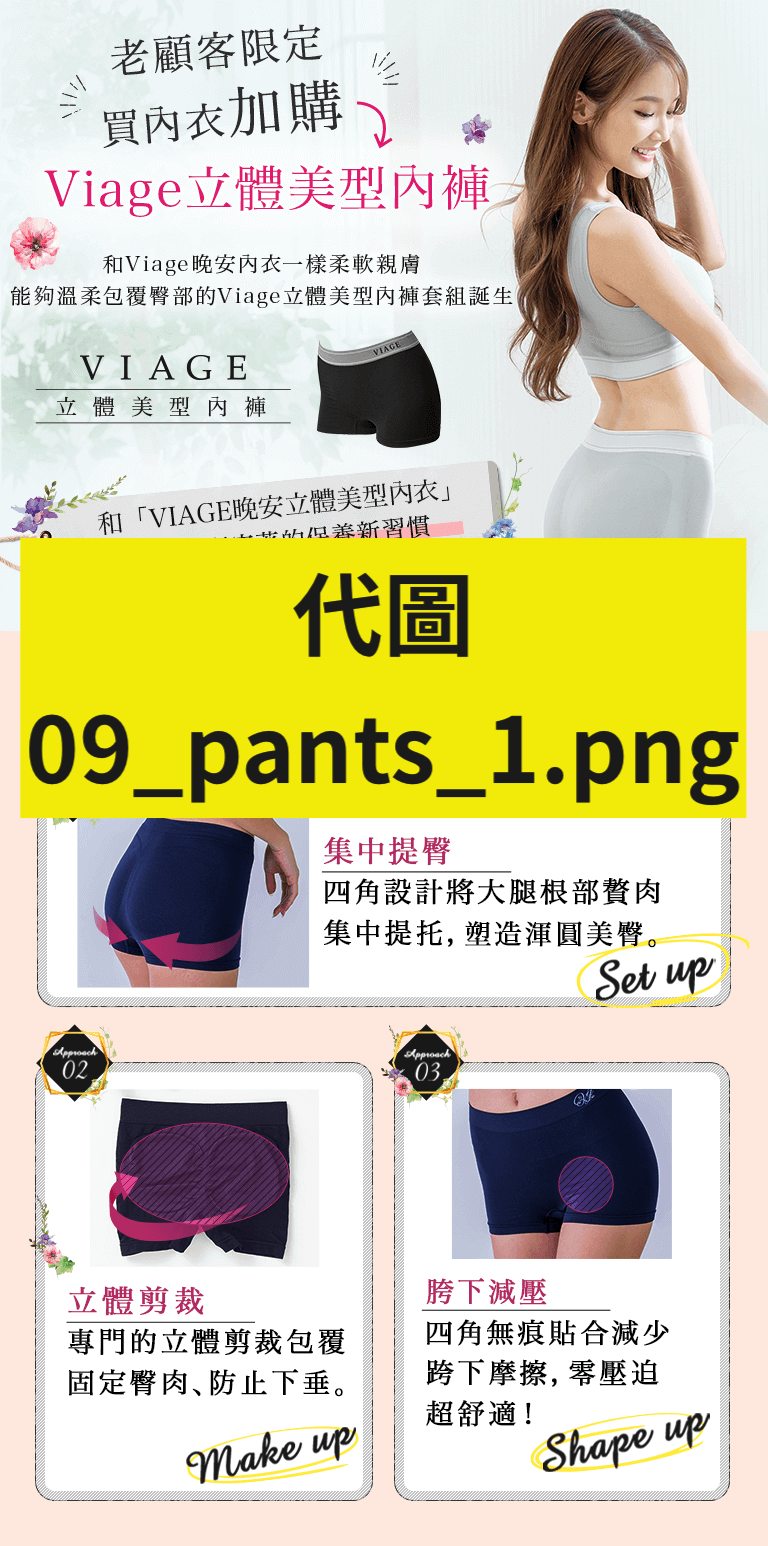 老顧客限定
買內衣加購
Viage立體美型內褲
和Viage晚安內衣一樣柔軟親膚
能夠溫柔包覆臀部的Viage立體美型內褲套組誕生
VIAGE
立體美型內褲
VIAGE
和「VIAGE晚安立體美型內衣」
的保養新習慣
代圖
09_pants_1.png
集中提臀
四角設計將大腿根部贅肉
集中提托，塑造渾圓美臀。
Set up
Approach
02
Approach
03
立體剪裁
專門的立體剪裁包覆
固定臀肉、防止下垂。
Make up
胯下減壓
四角無痕貼合減少
跨下摩擦，零壓迫
超舒適！
Shape up